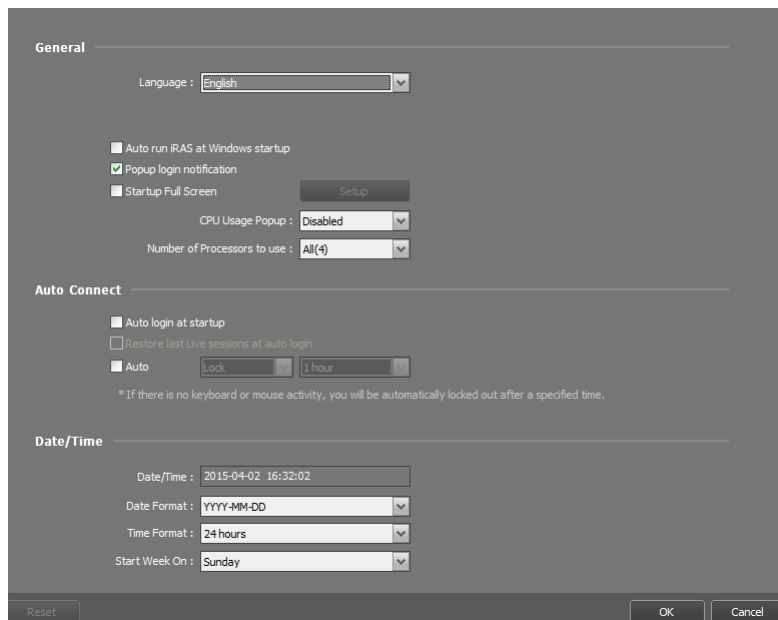 General
Language : English
Auto run iRAS at Windows startup
Popup login notification
Startup Full Screen Setup
CPU Usage Popup : Disabled
Number of Processors to use : All(4)
Auto Connect
Auto login at startup
Restore last Live sessions at auto login
Auto Lock 1 hour
* If there is no keyboard or mouse activity, you will be automatically locked out after a specified time.
Date/Time
Date/Time : 2015-04-02 16:32:02
Date Format : YYYY-MM-DD
Time Format : 24 hours
Start Week On : Sunday
Reset OK Cancel